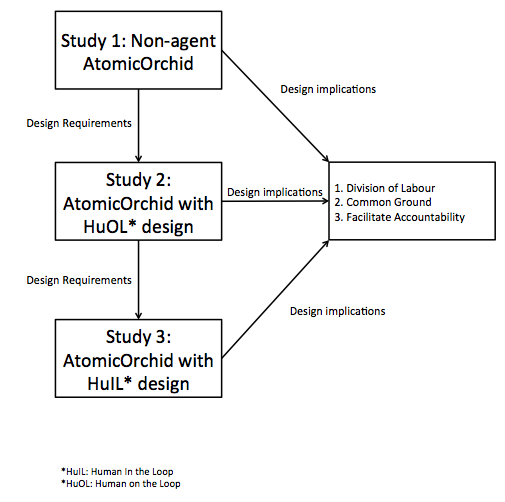 Study 1: Non-agent
AtomicOrchid
Design implications
Design Requirements
Study 2:
AtomicOrchid with
HuOL* design
Design implications
1. Division of Labour
2. Common Ground
3. Facilitate Accountability
Design Requirements
Design implications
Study 3:
AtomicOrchid with
HuIL* design
*HuIL: Human In the Loop
*HuOL: Human on the Loop